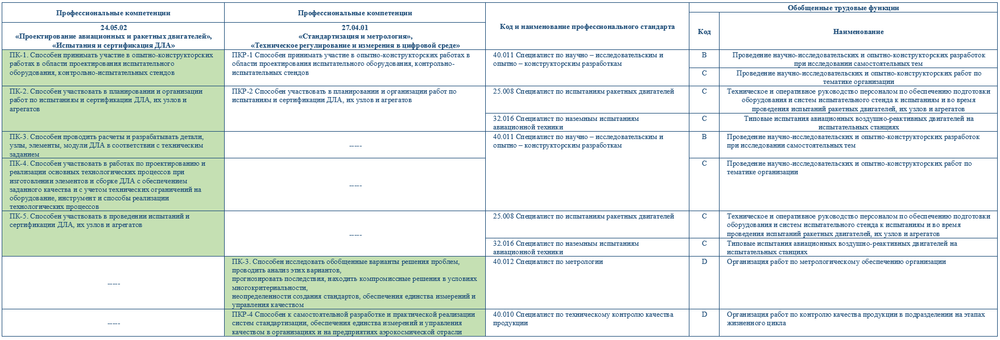 Профессиональные компетенции
Профессиональные компетенции
Код и наименование профессионального стандарта
Обобщенные трудовые функции
24.05.02
«Проектирование авиационных и ракетных двигателей»,
«Испытания и сертификация ДЛА»
27.04.01
«Стандартизация и метрология»,
«Техническое регулирование и измерения в цифровой среде»
Код
Наименование
ПК-1. Способен принимать участие в опытно-конструкторских
работах в области проектирования испытательного
оборудования, контрольно-испытательных стендов
ПКР-1 Способен принимать участие в опытно-конструкторских работах в
области проектирования испытательного оборудования, контрольно-
испытательных стендов
40.011 Специалист по научно – исследовательским и
опытно – конструкторским разработкам
B
Проведение научно-исследовательских и опытно-конструкторских разработок
при исследовании самостоятельных тем
C
Проведение научно-исследовательских и опытно-конструкторских работ по
тематике организации
ПК-2. Способен участвовать в планировании и организации
работ по испытаниям и сертификации ДЛА, их узлов и
агрегатов
ПКР-2 Способен участвовать в планировании и организации работ по
испытаниям и сертификации ДЛА, их узлов и агрегатов
25.008 Специалист по испытаниям ракетных двигателей
C
Техническое и оперативное руководство персоналом по обеспечению подготовки
оборудования и систем испытательного стенда к испытаниям и во время
проведения испытаний ракетных двигателей, их узлов и агрегатов
32.016 Специалист по наземным испытаниям
авиационной техники
C
Типовые испытания авиационных воздушно-реактивных двигателей на
испытательных станциях
ПК-3. Способен проводить расчеты и разрабатывать детали,
узлы, элементы, модули ДЛА в соответствии с техническим
заданием
-----
40.011 Специалист по научно – исследовательским и
опытно – конструкторским разработкам
B
Проведение научно-исследовательских и опытно-конструкторских разработок
при исследовании самостоятельных тем
ПК-4. Способен участвовать в работах по проектированию и
реализации основных технологических процессов при
изготовлении элементов и сборке ДЛА с обеспечением
заданного качества и с учетом технических ограничений на
оборудование, инструмент и способы реализации
технологических процессов
-----
C
Проведение научно-исследовательских и опытно-конструкторских работ по
тематике организации
ПК-5. Способен участвовать в проведении испытаний и
сертификации ДЛА, их узлов и агрегатов
-----
25.008 Специалист по испытаниям ракетных двигателей
C
Техническое и оперативное руководство персоналом по обеспечению подготовки
оборудования и систем испытательного стенда к испытаниям и во время
проведения испытаний ракетных двигателей, их узлов и агрегатов
32.016 Специалист по наземным испытаниям
авиационной техники
C
Типовые испытания авиационных воздушно-реактивных двигателей на
испытательных станциях
-----
ПК-3. Способен исследовать обобщенные варианты решения проблем,
проводить анализ этих вариантов,
прогнозировать последствия, находить компромиссные решения в условиях
многокритериальности,
неопределенности создания стандартов, обеспечения единства измерений и
управления качеством
40.012 Специалист по метрологии
D
Организация работ по метрологическому обеспечению организации
-----
ПКР-4 Способен к самостоятельной разработке и практической реализации
систем стандартизации, обеспечения единства измерений и управления
качеством в организациях и на предприятиях аэрокосмической отрасли
40.010 Специалист по техническому контролю качества
продукции
D
Организация работ по контролю качества продукции в подразделении на этапах
жизненного цикла